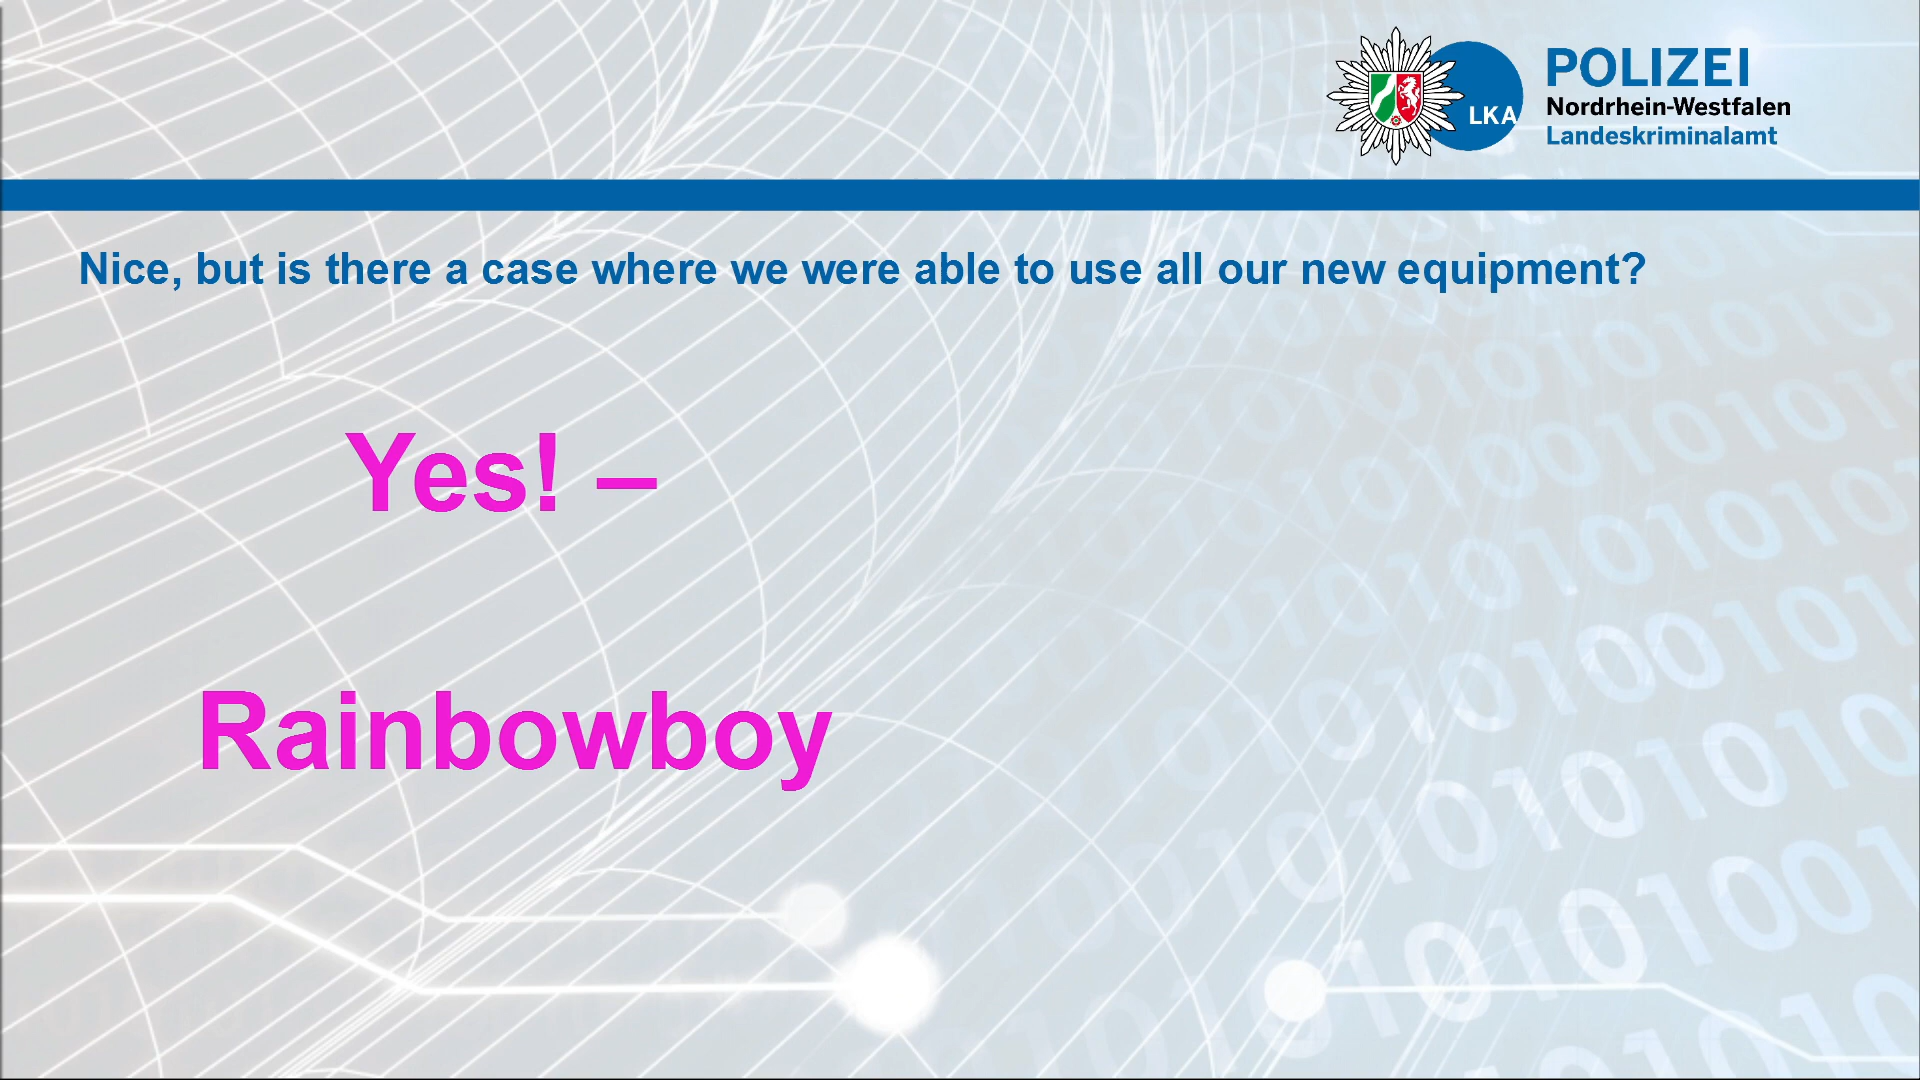 LKA
POLIZEI
Nordrhein-Westfalen
Landeskriminalamt
Nice, but is there a case where we were able to use all our new equipment?
Yes! –
Rainbowboy